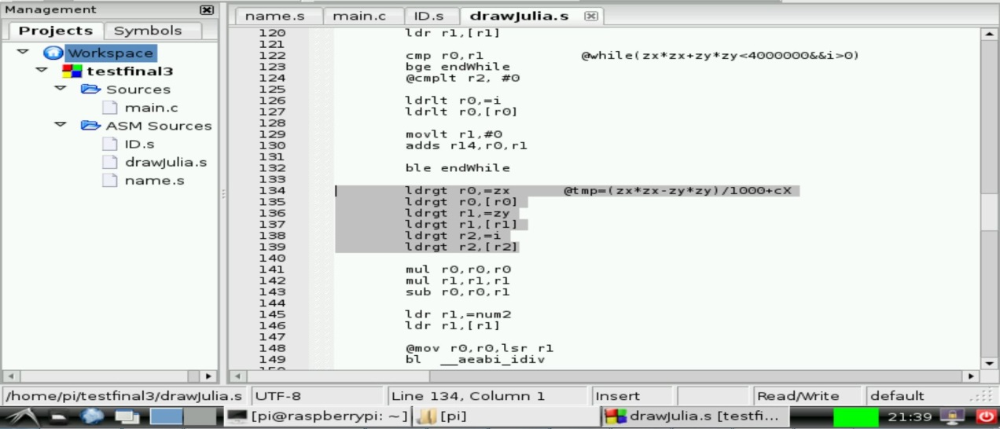 Management
Projects Symbols
Workspace
testfinal3
Sources
main.c
ASM Sources
ID.s
drawJulia.s
name.s
name.s main.c ID.s drawJulia.s
120 ldr r1,[r1]
121
122 cmp r0,r1 @while(zx*zx+zy*zy<4000000&&i>0)
123 bge endWhile
124 @cmplt r2, #0
125
126 ldrlt r0,=i
127 ldrlt r0,[r0]
128
129 movlt r1,#0
130 adds r14,r0,r1
131
132 ble endWhile
133
134 ldrgt r0,=zx @tmp=(zx*zx-zy*zy)/1000+cX
135 ldrgt r0,[r0]
136 ldrgt r1,=zy
137 ldrgt r1,[r1]
138 ldrgt r2,=i
139 ldrgt r2,[r2]
140
141 mul r0,r0,r0
142 mul r1,r1,r1
143 sub r0,r0,r1
144
145 ldr r1,=num2
146 ldr r1,[r1]
147
148 @mov r0,r0,lsr r1
149 bl __aeabi_idiv
/home/pi/testfinal3/drawJulia.s UTF-8 Line 134, Column 1 Insert Read/Write default
[pi@raspberrypi: ~] [pi] drawJulia.s [testfi... 21:39